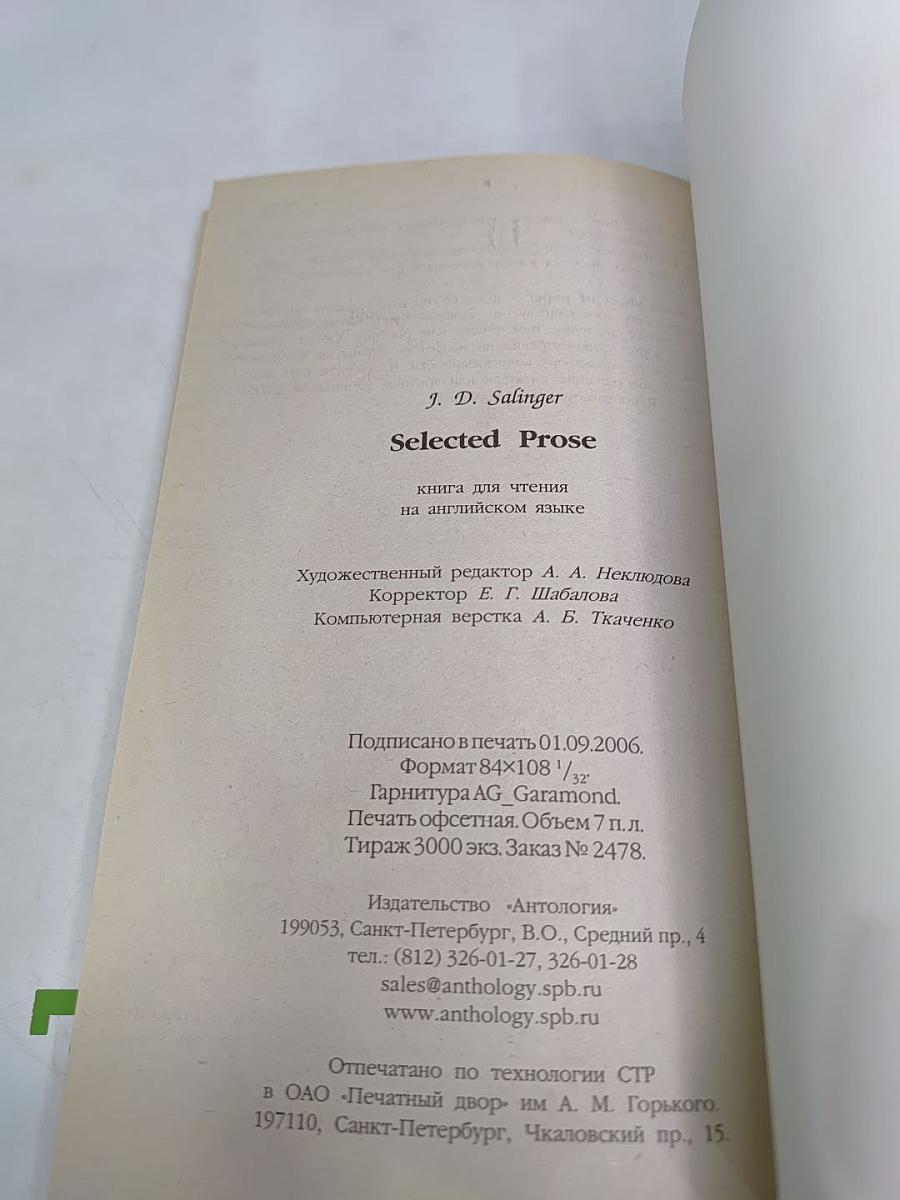 J. D. Salinger
Selected Prose
книга для чтения
на английском языке
Художественный редактор А. А. Неклюдова
Корректор Е. Г. Шабалова
Компьютерная верстка А. Б. Ткаченко
Подписано в печать 01.09.2006.
Формат 84×108 1/32.
Гарнитура AG_Garamond.
Печать офсетная. Объем 7 п. л.
Тираж 3000 экз. Заказ № 2478.
Издательство «Антология»
199053, Санкт-Петербург, В.О., Средний пр., 4
тел.: (812) 326-01-27, 326-01-28
sales@anthology.spb.ru
www.anthology.spb.ru
Отпечатано по технологии CTP
в ОАО «Печатный двор» им А. М. Горького.
197110, Санкт-Петербург, Чкаловский пр., 15.